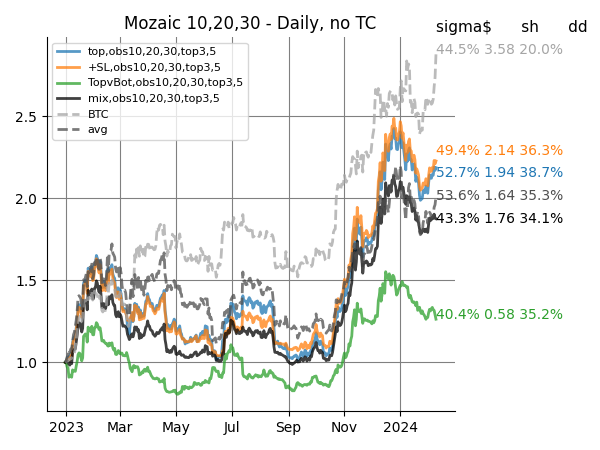 Mozaic 10,20,30 - Daily, no TC
sigma$ sh dd
top,obs10,20,30,top3,5
+SL,obs10,20,30,top3,5
TopvBot,obs10,20,30,top3,5
mix,obs10,20,30,top3,5
BTC
avg
44.5% 3.58 20.0%
49.4% 2.14 36.3%
52.7% 1.94 38.7%
53.6% 1.64 35.3%
43.3% 1.76 34.1%
40.4% 0.58 35.2%
2.5
2.0
1.5
1.0
2023 Mar May Jul Sep Nov 2024